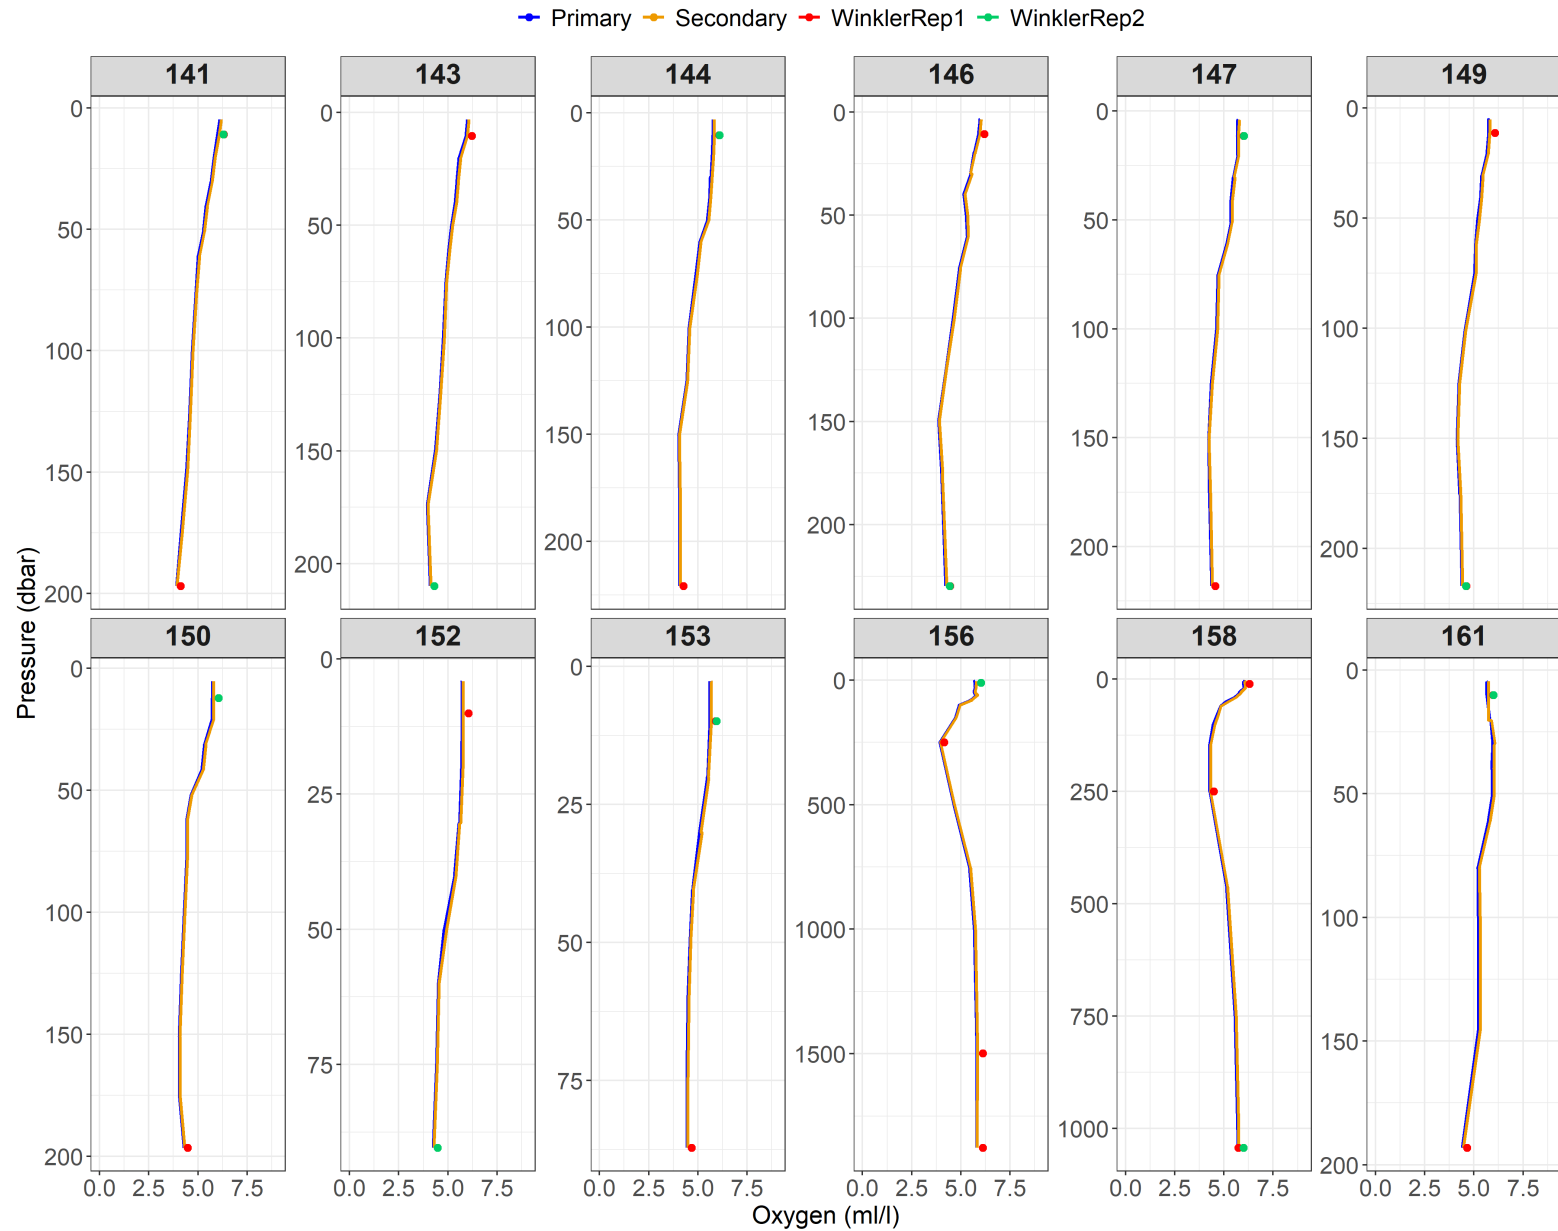 Primary Secondary WinklerRep1 WinklerRep2
141 143 144 146 147 149
0 0 0 0 0 0
50 50 50 50 50 50
100 100 100 100 100 100
150 150 150 150 150 150
200 200 200 200 200 200
Pressure (dbar)
150 152 153 156 158 161
0 0 0 0 0 0
50 25 25 500 250 50
100 50 50 1000 500 100
150 75 75 1500 750 150
200 1000 200
0.0 2.5 5.0 7.5 0.0 2.5 5.0 7.5 0.0 2.5 5.0 7.5 0.0 2.5 5.0 7.5 0.0 2.5 5.0 7.5 0.0 2.5 5.0 7.5
Oxygen (ml/l)